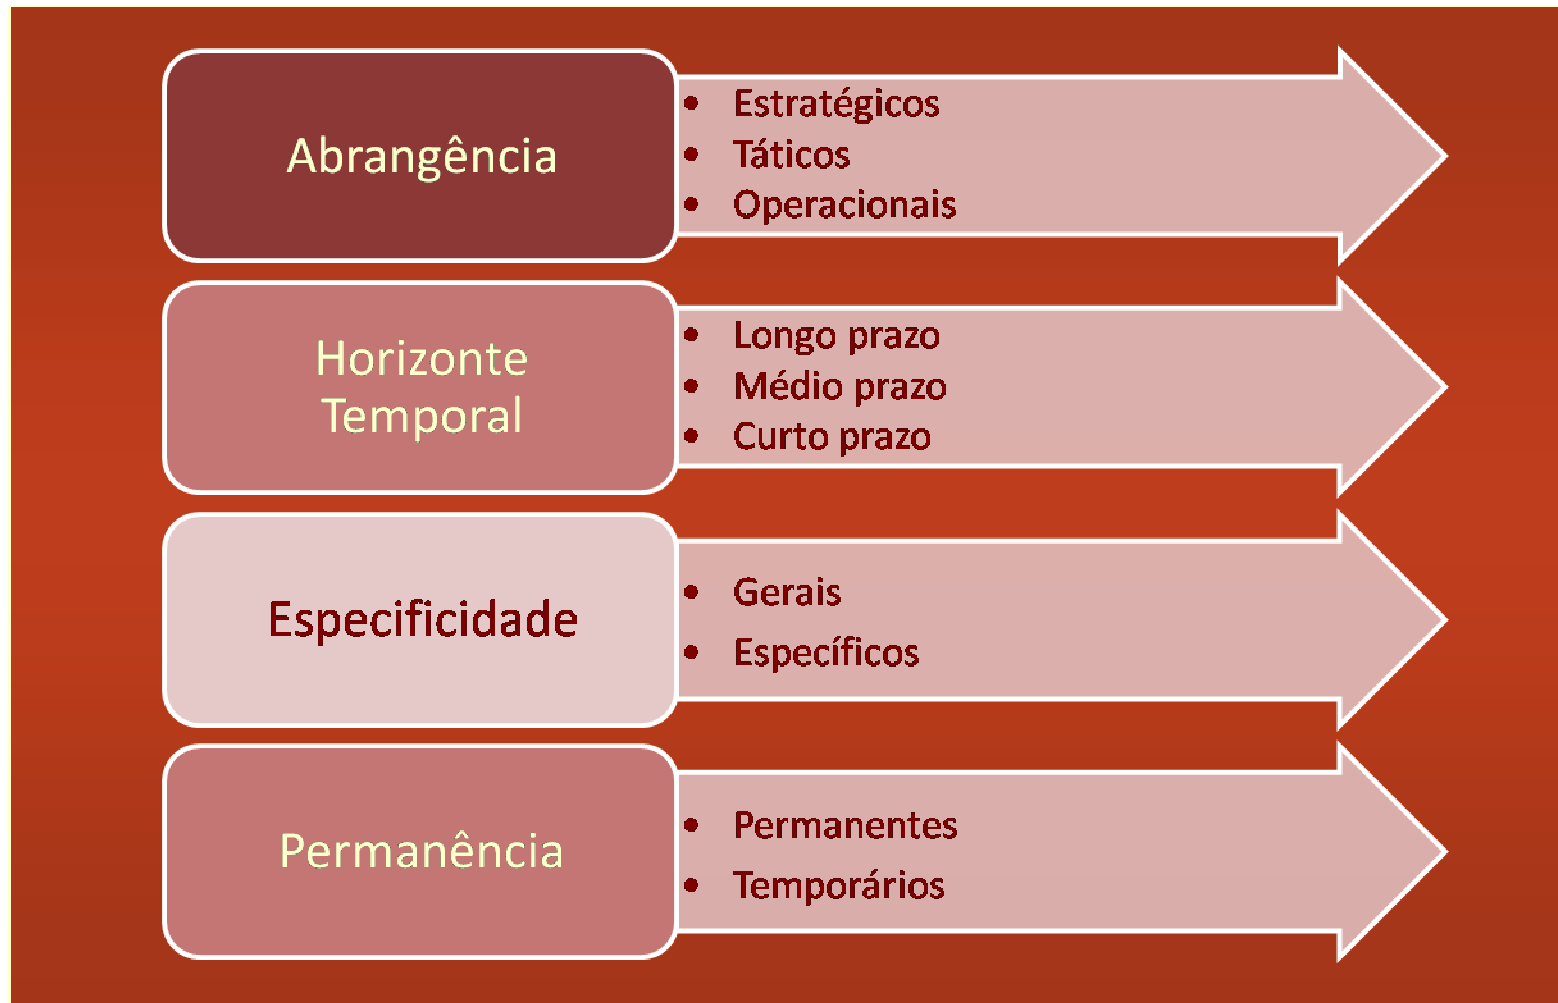 Abrangência
• Estratégicos
• Táticos
• Operacionais
Horizonte
Temporal
• Longo prazo
• Médio prazo
• Curto prazo
Especificidade
• Gerais
• Específicos
Permanência
• Permanentes
• Temporários